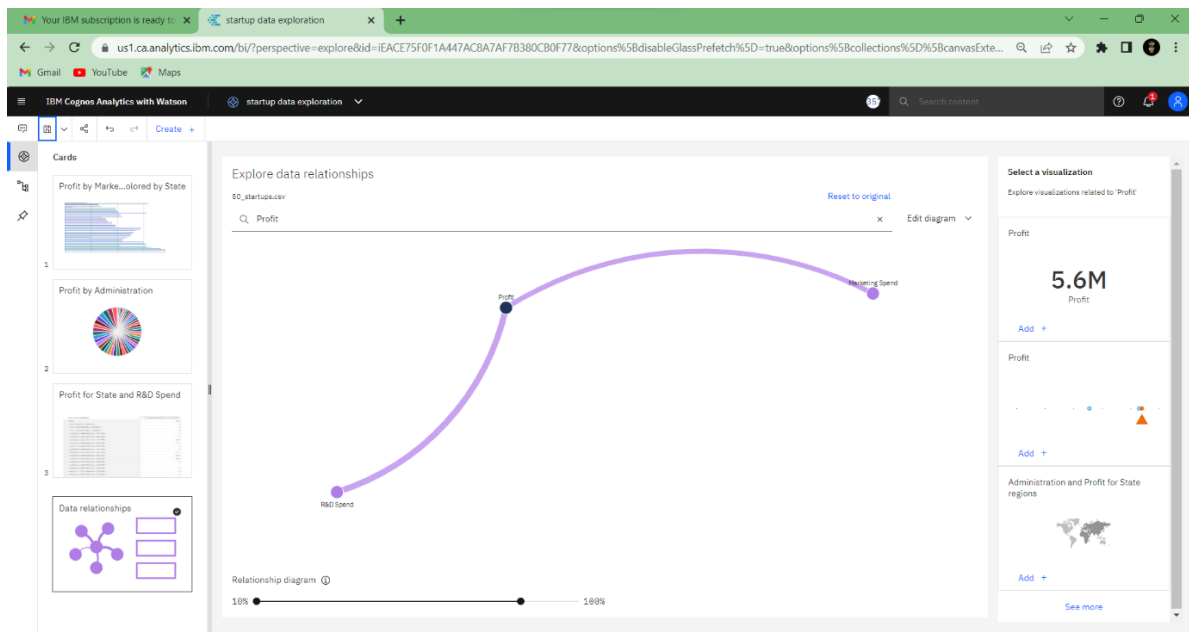 Your IBM subscription is ready to
startup data exploration
us1.ca.analytics.ibm.com/bi/?perspective=explore&id=iEACE75F0F1A447AC8A7AF7B380CB0F77&options%5BdisableGlassPrefetch%5D=true&options%5Bcollections%5D%5BcanvasExte...
Gmail
YouTube
Maps
IBM Cognos Analytics with Watson
startup data exploration
357
Search content
1
Create +
Cards
Profit by Marke...olored by State
1
Profit by Administration
2
Profit for State and R&D Spend
3
Data relationships
Explore data relationships
50_startups.csv
Reset to original
Profit
Edit diagram
Profit
Marketing Spend
R&D Spend
Relationship diagram
10%
100%
Select a visualization
Explore visualizations related to 'Profit'
Profit
5.6M
Profit
Add +
Profit
Add +
Administration and Profit for State
regions
Add +
See more